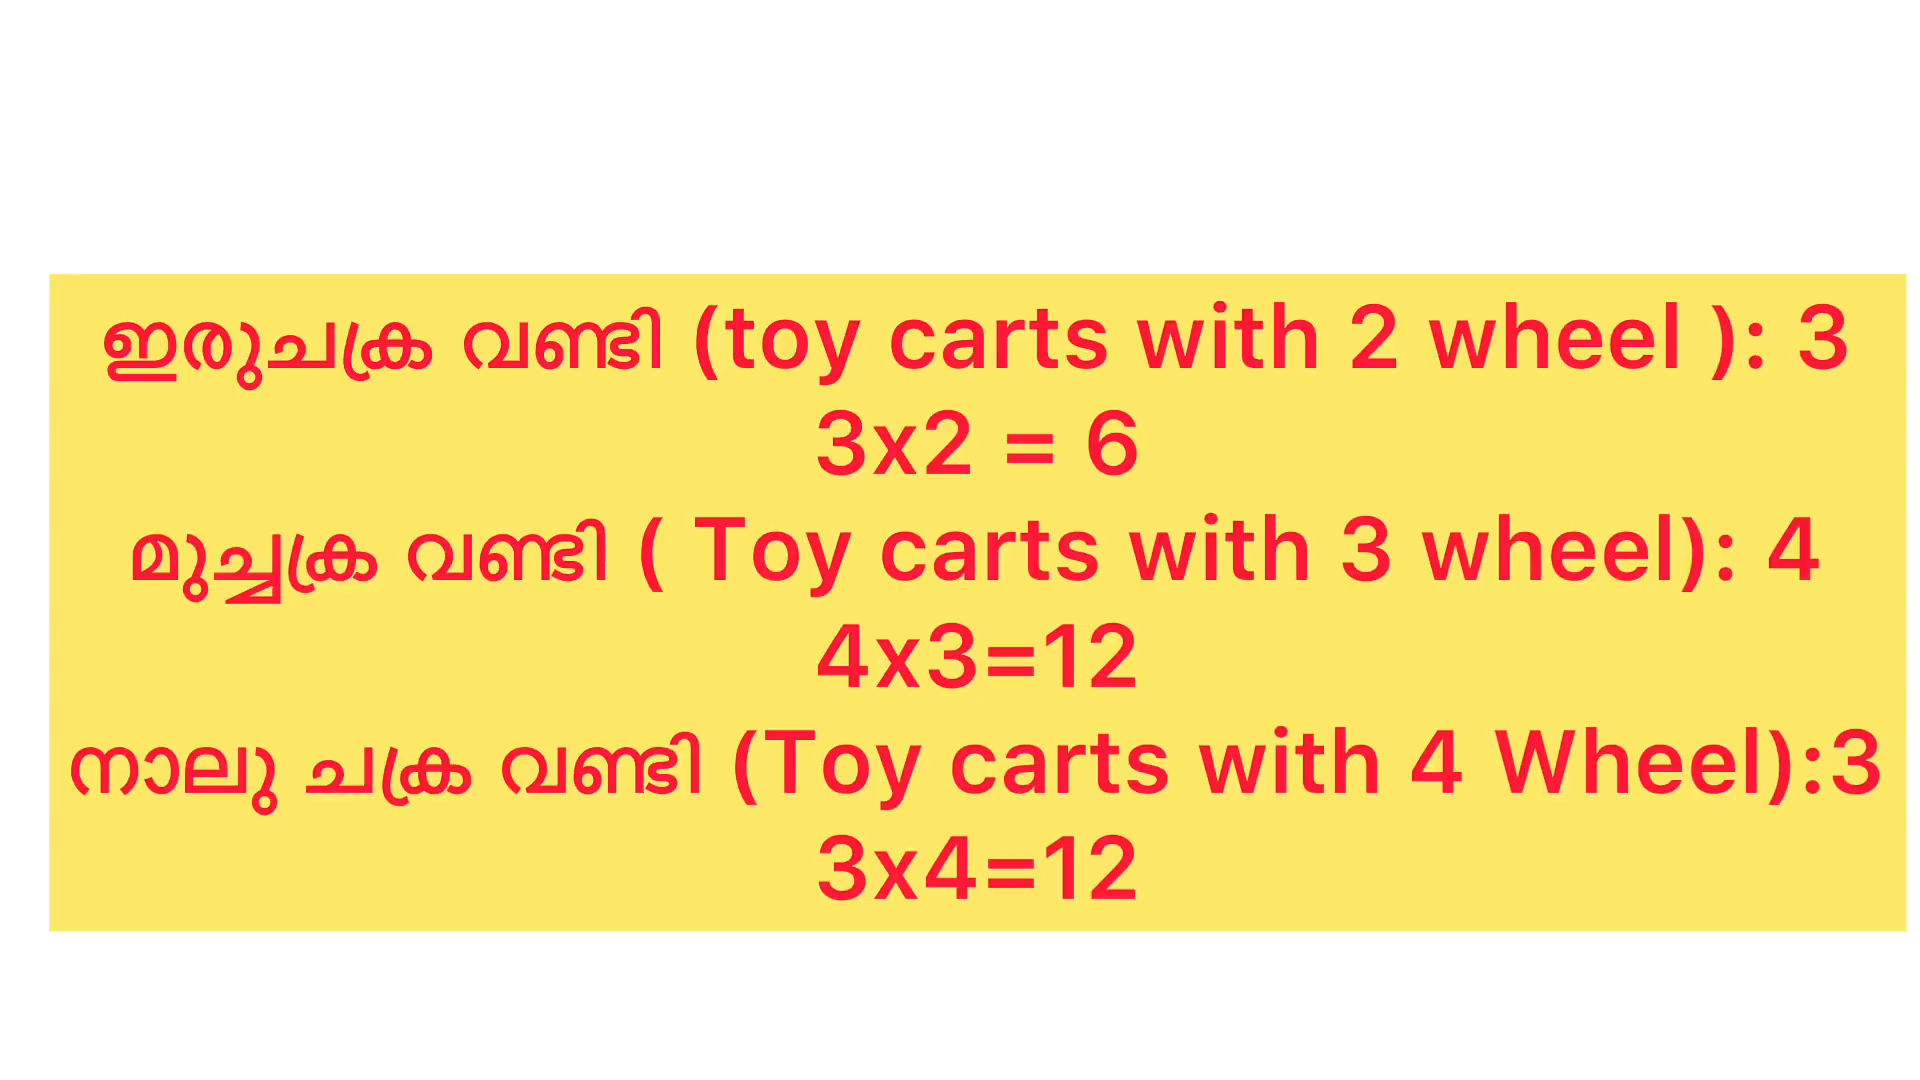 ഇരുചക്ര വണ്ടി (toy carts with 2 wheel ): 3
3x2 = 6
മുച്ചക്ര വണ്ടി ( Toy carts with 3 wheel): 4
4x3=12
നാലു ചക്ര വണ്ടി (Toy carts with 4 Wheel):3
3x4=12